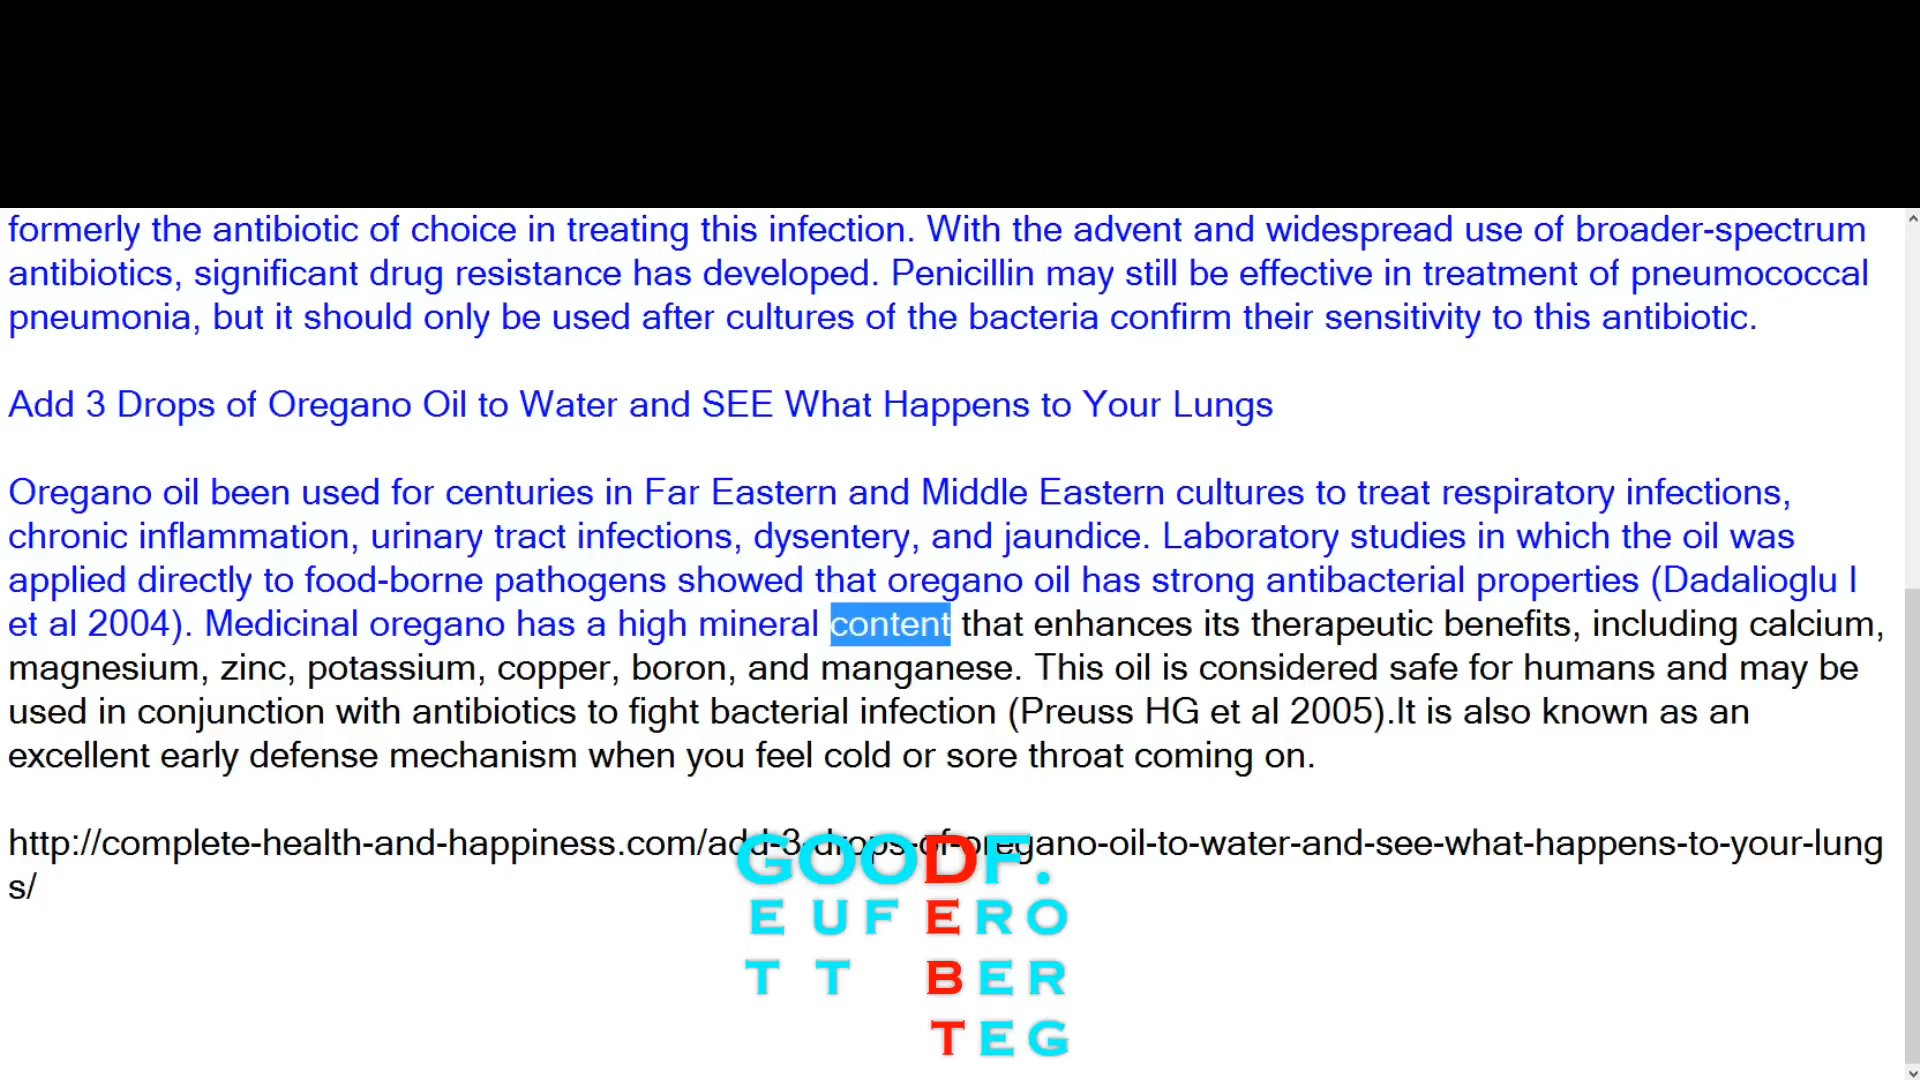 formerly the antibiotic of choice in treating this infection. With the advent and widespread use of broader-spectrum
antibiotics, significant drug resistance has developed. Penicillin may still be effective in treatment of pneumococcal
pneumonia, but it should only be used after cultures of the bacteria confirm their sensitivity to this antibiotic.
Add 3 Drops of Oregano Oil to Water and SEE What Happens to Your Lungs
Oregano oil been used for centuries in Far Eastern and Middle Eastern cultures to treat respiratory infections,
chronic inflammation, urinary tract infections, dysentery, and jaundice. Laboratory studies in which the oil was
applied directly to food-borne pathogens showed that oregano oil has strong antibacterial properties (Dadalioglu I
et al 2004). Medicinal oregano has a high mineral content that enhances its therapeutic benefits, including calcium,
magnesium, zinc, potassium, copper, boron, and manganese. This oil is considered safe for humans and may be
used in conjunction with antibiotics to fight bacterial infection (Preuss HG et al 2005).It is also known as an
excellent early defense mechanism when you feel cold or sore throat coming on.
http://complete-health-and-happiness.com/add-3-drops-of-oregano-oil-to-water-and-see-what-happens-to-your-lung
s/
GOODF.
EUFERO
TT BER
TEG